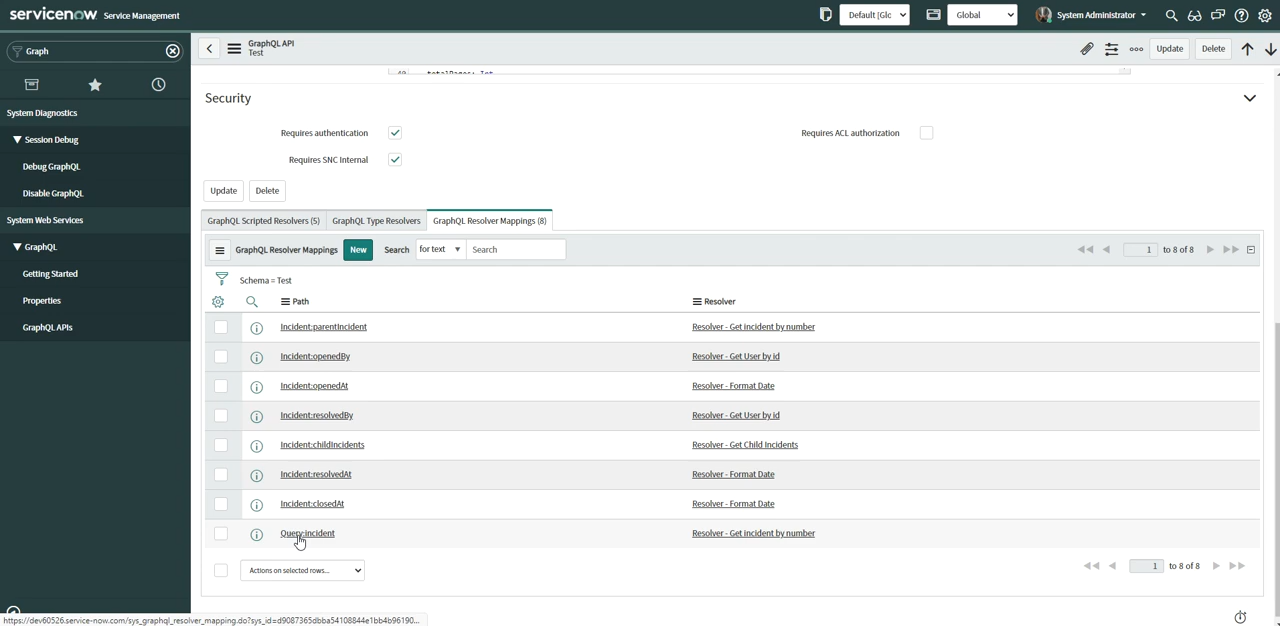 servicenow Service Management
Default [Glc
Global
System Administrator
Graph
GraphQL API
Test
Update
Delete
System Diagnostics
Session Debug
Debug GraphQL
Disable GraphQL
System Web Services
GraphQL
Getting Started
Properties
GraphQL APIs
40 totalPages: Int
Security
Requires authentication
Requires ACL authorization
Requires SNC Internal
Update
Delete
GraphQL Scripted Resolvers (5)
GraphQL Type Resolvers
GraphQL Resolver Mappings (8)
GraphQL Resolver Mappings
New
Search
for text
Search
1 to 8 of 8
Schema = Test
Path
Resolver
Incident:parentIncident
Resolver - Get incident by number
Incident:openedBy
Resolver - Get User by id
Incident:openedAt
Resolver - Format Date
Incident:resolvedBy
Resolver - Get User by id
Incident:childIncidents
Resolver - Get Child Incidents
Incident:resolvedAt
Resolver - Format Date
Incident:closedAt
Resolver - Format Date
Query:incident
Resolver - Get incident by number
Actions on selected rows...
1 to 8 of 8
https://dev60526.service-now.com/sys_graphql_resolver_mapping.do?sys_id=d9087365dbba54108844e1bb4b96190...